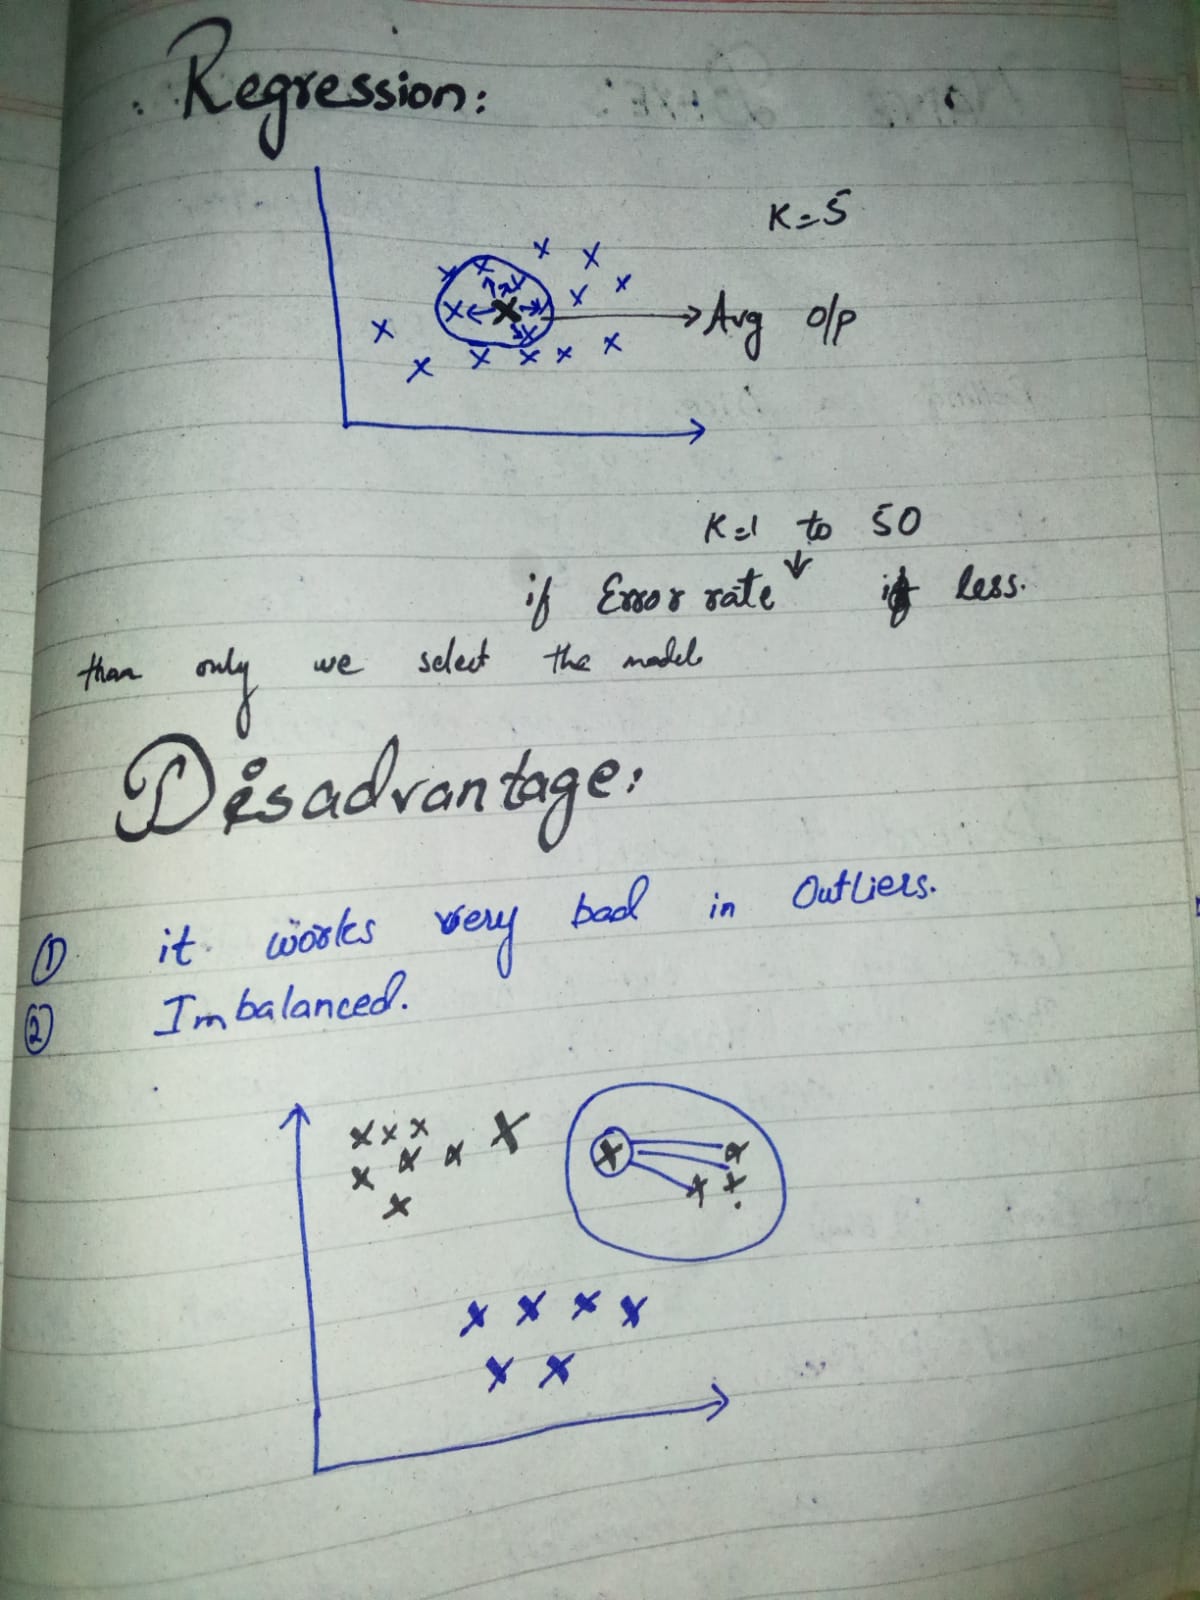 Regression:
K=5
Avg o/p
K=1 to 50
if Error rate ↓ is less.
than only we select the model
Disadvantage:
① it works very bad in Outliers.
② Imbalanced.